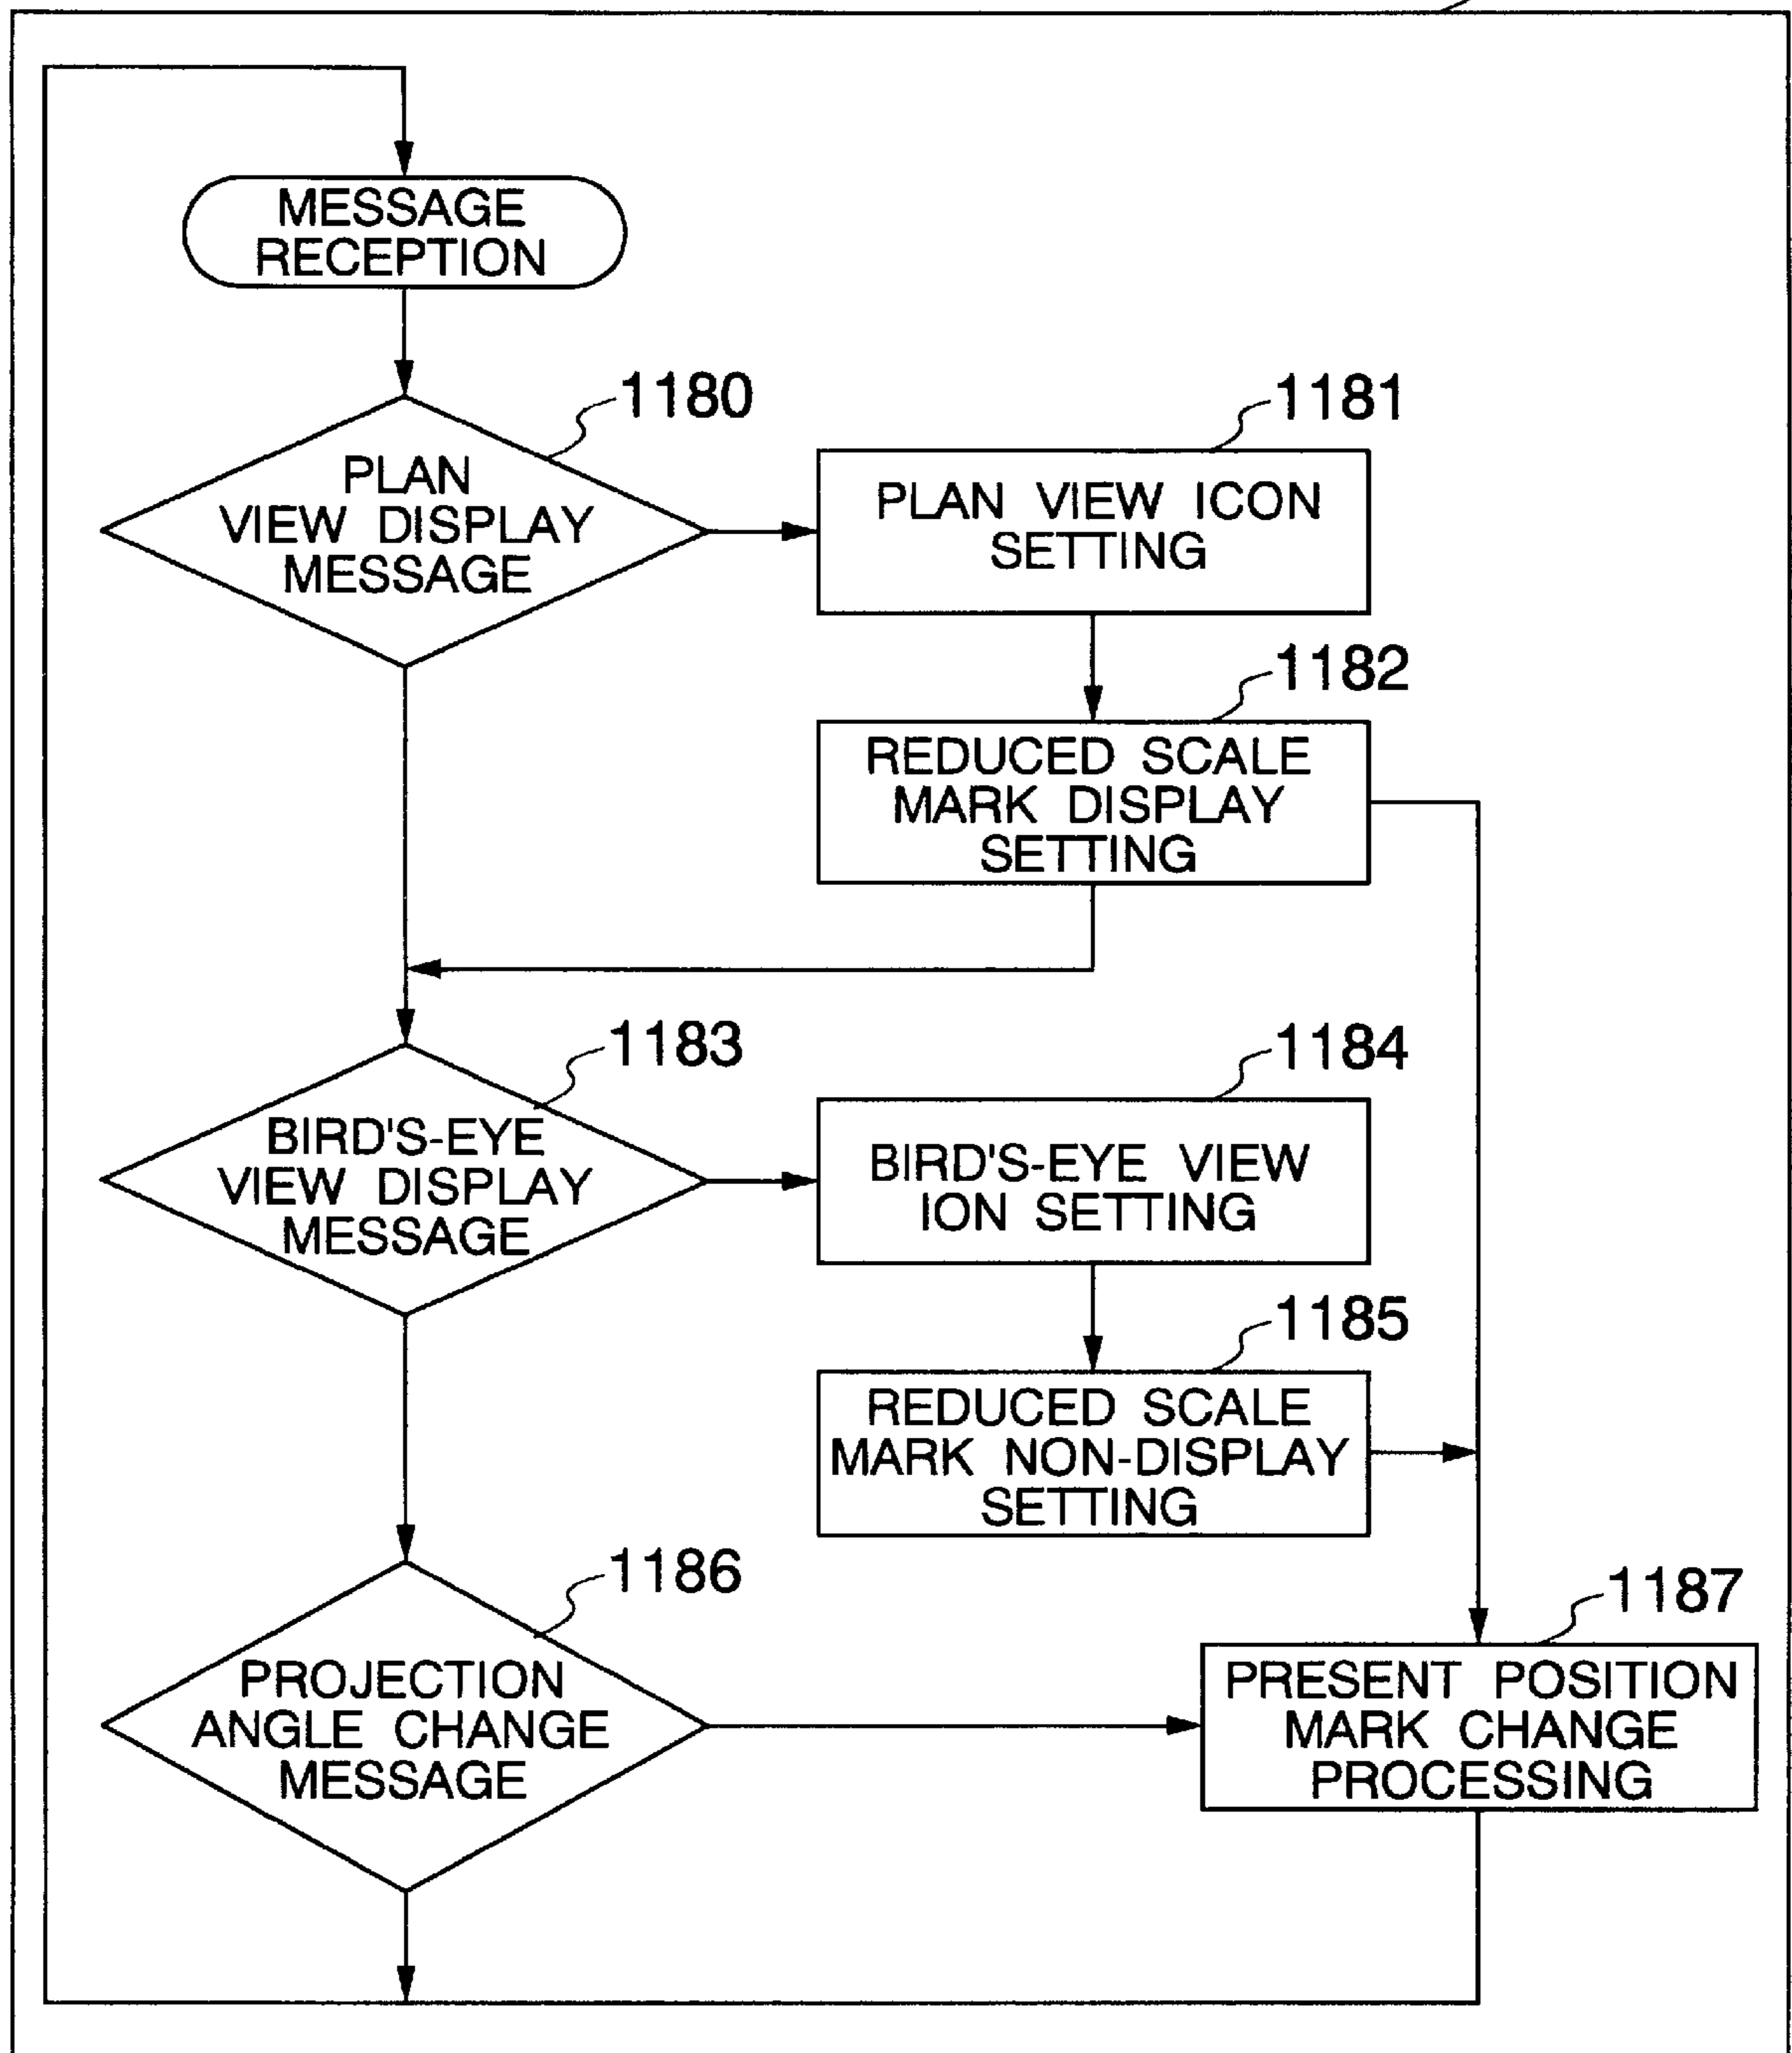 MESSAGE
RECEPTION
1180
PLAN
VIEW DISPLAY
MESSAGE
1181
PLAN VIEW ICON
SETTING
1182
REDUCED SCALE
MARK DISPLAY
SETTING
1183
BIRD'S-EYE
VIEW DISPLAY
MESSAGE
1184
BIRD'S-EYE VIEW
ION SETTING
1185
REDUCED SCALE
MARK NON-DISPLAY
SETTING
1186
PROJECTION
ANGLE CHANGE
MESSAGE
1187
PRESENT POSITION
MARK CHANGE
PROCESSING